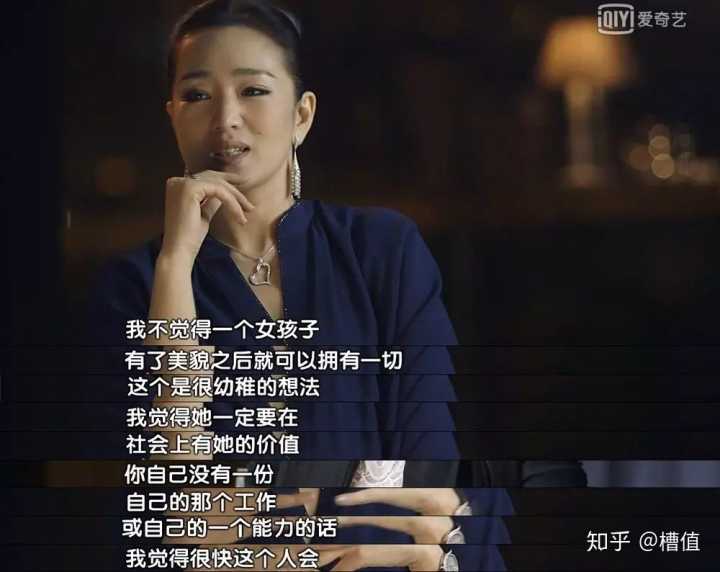 iQIYI 爱奇艺
我不觉得一个女孩子
有了美貌之后就可以拥有一切
这个是很幼稚的想法
我觉得她一定要在
社会上有她的价值
你自己没有一份
自己的那个工作
或自己的一个能力的话
我觉得很快这个人会
知乎 @槽值